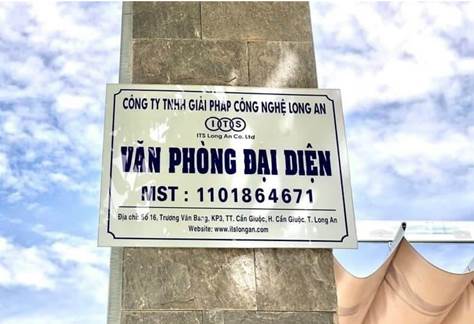 CÔNG TY TNHH GIẢI PHÁP CÔNG NGHỆ LONG AN
ITS
ITS Long An Co. Ltd
VĂN PHÒNG ĐẠI DIỆN
MST : 1101864671
Địa chỉ: Số 16, Trương Văn Bang, KP3, TT. Cần Giuộc, H. Cần Giuộc, T. Long An
Website: www.itslongan.com